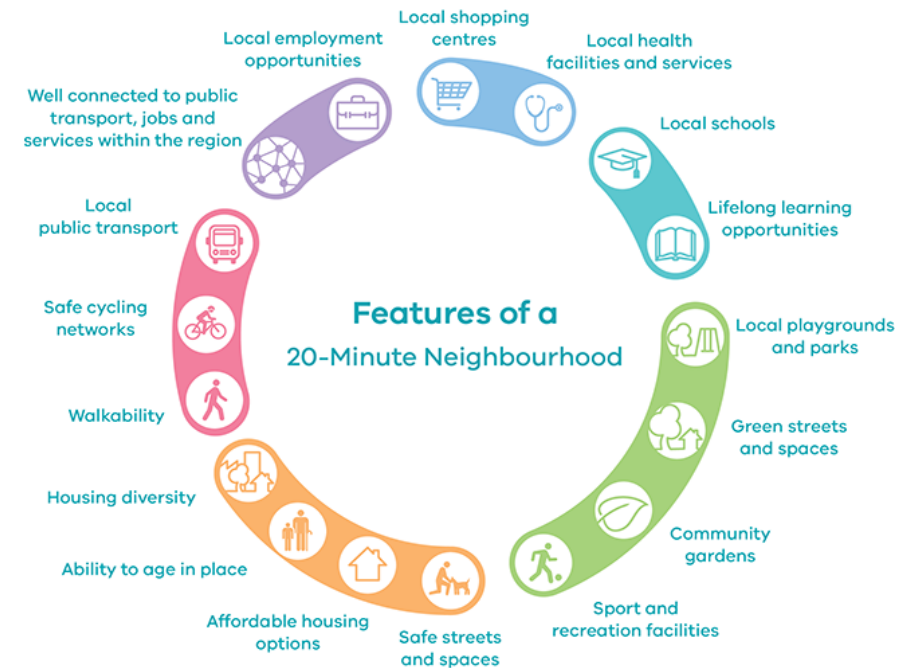 Features of a
20-Minute Neighbourhood
Local shopping
centres
Local health
facilities and services
Local schools
Lifelong learning
opportunities
Local playgrounds
and parks
Green streets
and spaces
Community
gardens
Sport and
recreation facilities
Safe streets
and spaces
Affordable housing
options
Ability to age in place
Housing diversity
Walkability
Safe cycling
networks
Local
public transport
Well connected to public
transport, jobs and
services within the region
Local employment
opportunities